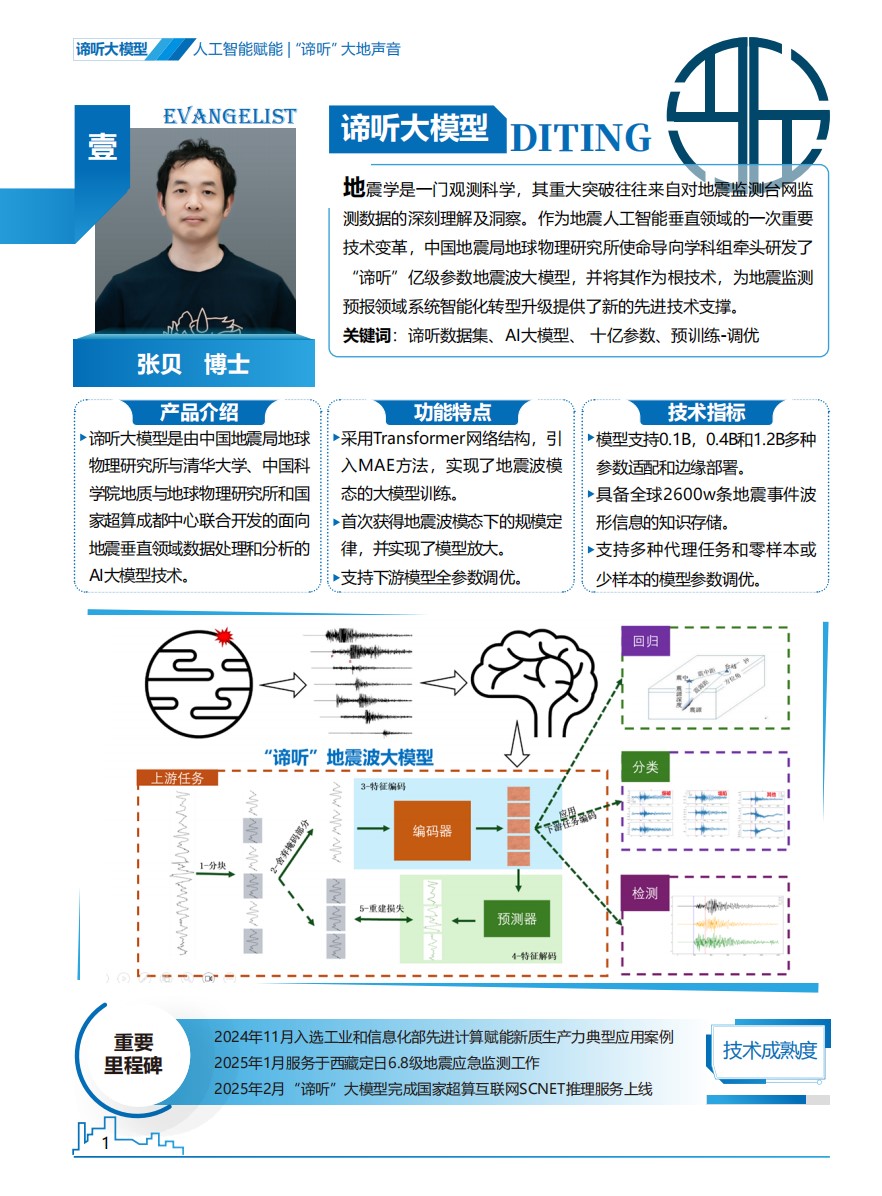 谛听大模型 人工智能赋能 | “谛听”大地声音
壹
EVANGELIST
张贝 博士
谛听大模型 DITING
地震学是一门观测科学，其重大突破往往来自对地震监测台网监
测数据的深刻理解及洞察。作为地震人工智能垂直领域的一次重要
技术变革，中国地震局地球物理研究所使命导向学科组牵头研发了
“谛听”亿级参数地震波大模型，并将其作为根技术，为地震监测
预报领域系统智能化转型升级提供了新的先进技术支撑。
关键词：谛听数据集、AI大模型、 十亿参数、预训练-调优
产品介绍
谛听大模型是由中国地震局地球
物理研究所与清华大学、中国科
学院地质与地球物理研究所和国
家超算成都中心联合开发的面向
地震垂直领域数据处理和分析的
AI大模型技术。
功能特点
采用Transformer网络结构，引
入MAE方法，实现了地震波模
态的大模型训练。
首次获得地震波模态下的规模定
律，并实现了模型放大。
支持下游模型全参数调优。
技术指标
模型支持0.1B，0.4B和1.2B多种
参数适配和边缘部署。
具备全球2600w条地震事件波
形信息的知识存储。
支持多种代理任务和零样本或
少样本的模型参数调优。
“谛听”地震波大模型
上游任务
1-分块
2-舍弃掩码部分
3-特征编码
编码器
应用
下游任务编码
5-重建损失
预测器
4-特征解码
回归
震中
震中距
台站
北
方位角
震源距
震源深度
震源
分类
检测
重要
里程碑
2024年11月入选工业和信息化部先进计算赋能新质生产力典型应用案例
2025年1月服务于西藏定日6.8级地震应急监测工作
2025年2月“谛听”大模型完成国家超算互联网SCNET推理服务上线
技术成熟度
1